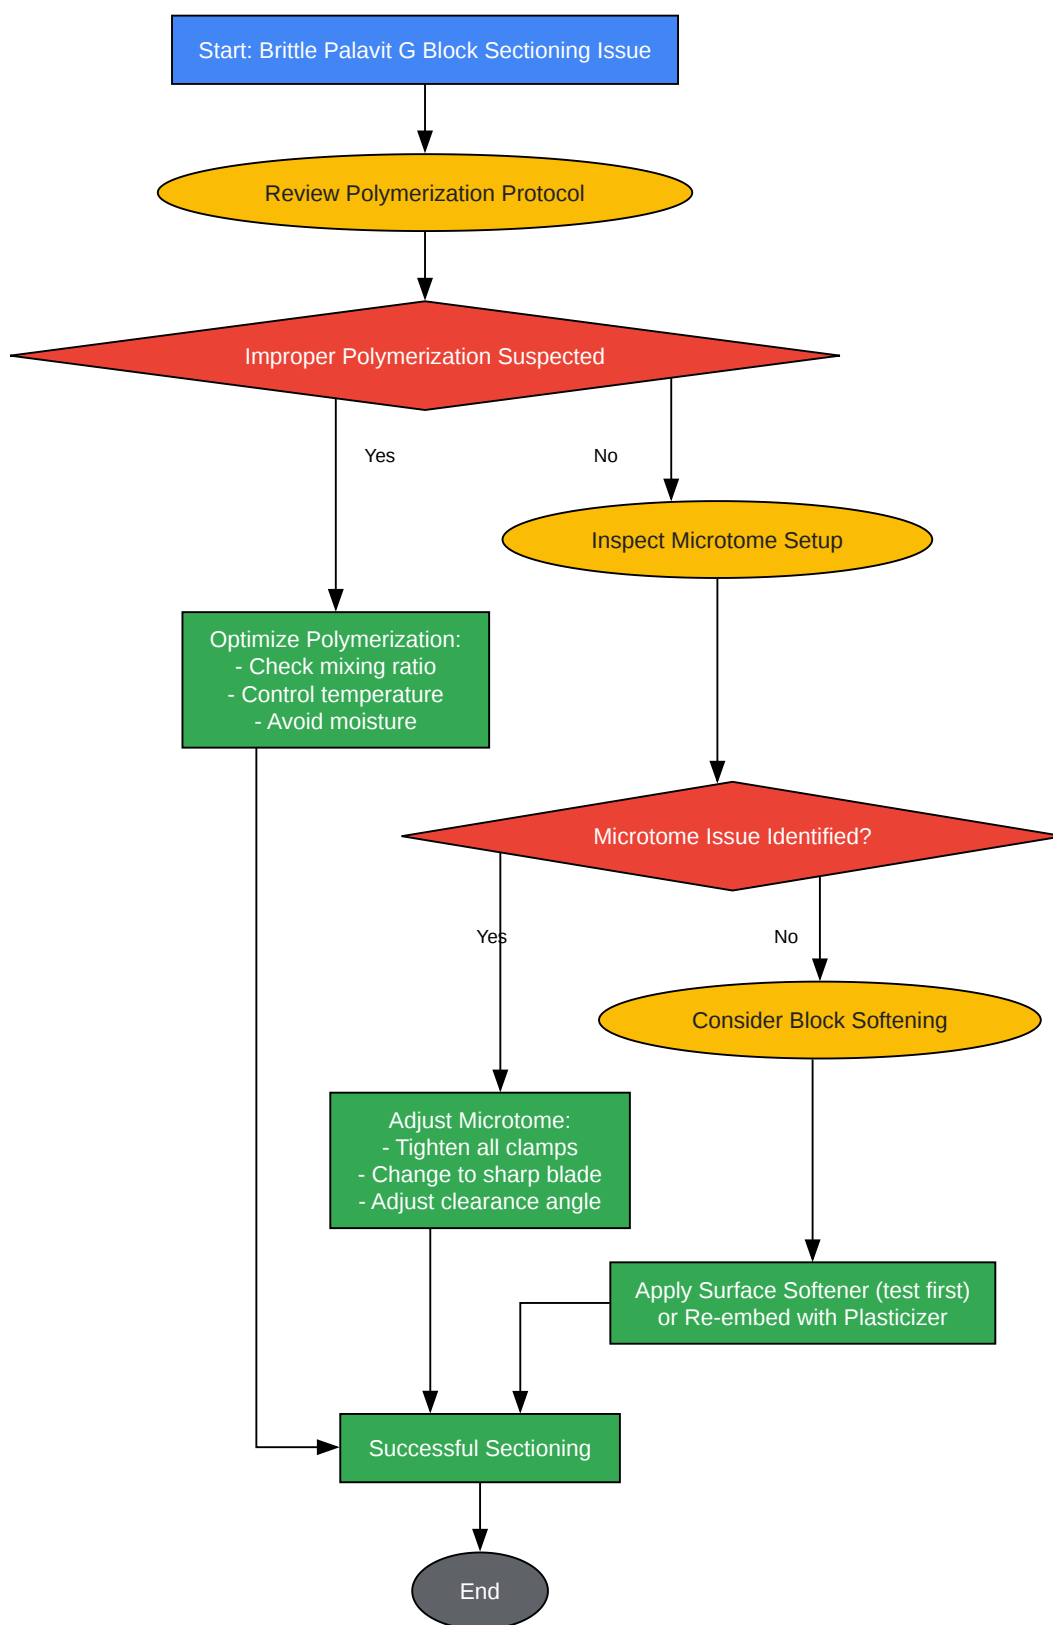 Start: Brittle Palavit G Block Sectioning Issue
Review Polymerization Protocol
Improper Polymerization Suspected
Yes
No
Inspect Microtome Setup
Optimize Polymerization:
- Check mixing ratio
- Control temperature
- Avoid moisture
Microtome Issue Identified?
Yes
No
Consider Block Softening
Adjust Microtome:
- Tighten all clamps
- Change to sharp blade
- Adjust clearance angle
Apply Surface Softener (test first)
or Re-embed with Plasticizer
Successful Sectioning
End